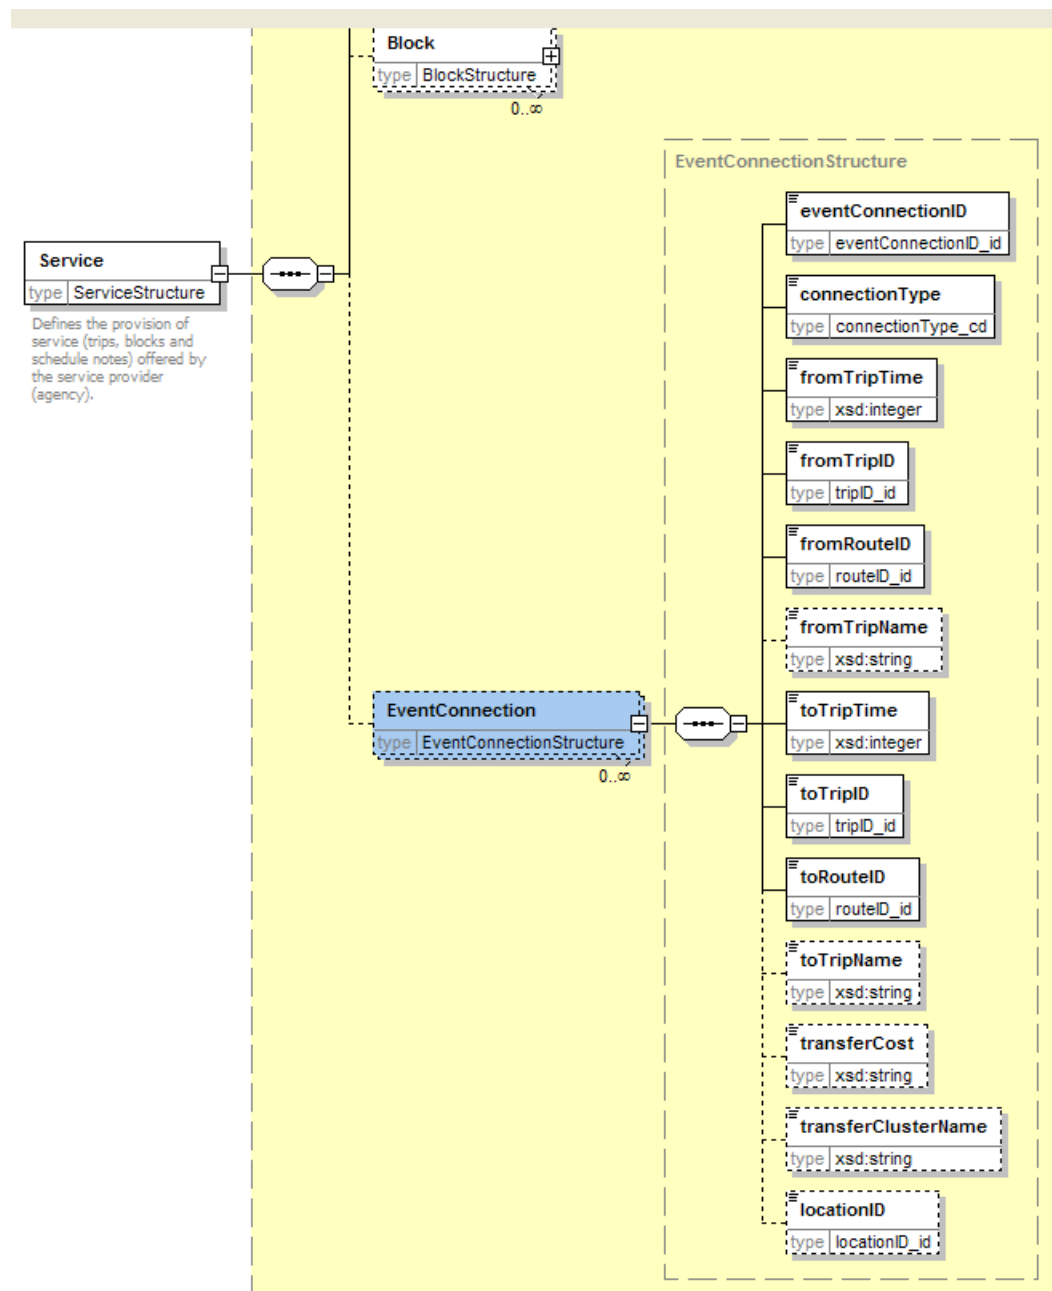 Block
type BlockStructure
0..∞
EventConnectionStructure
eventConnectionID
type eventConnectionID_id
Service
type ServiceStructure
Defines the provision of
service (trips, blocks and
schedule notes) offered by
the service provider
(agency).
connectionType
type connectionType_cd
fromTripTime
type xsd:integer
fromTripID
type tripID_id
fromRouteID
type routeID_id
fromTripName
type xsd:string
EventConnection
type EventConnectionStructure
0..∞
toTripTime
type xsd:integer
toTripID
type tripID_id
toRouteID
type routeID_id
toTripName
type xsd:string
transferCost
type xsd:string
transferClusterName
type xsd:string
locationID
type locationID_id